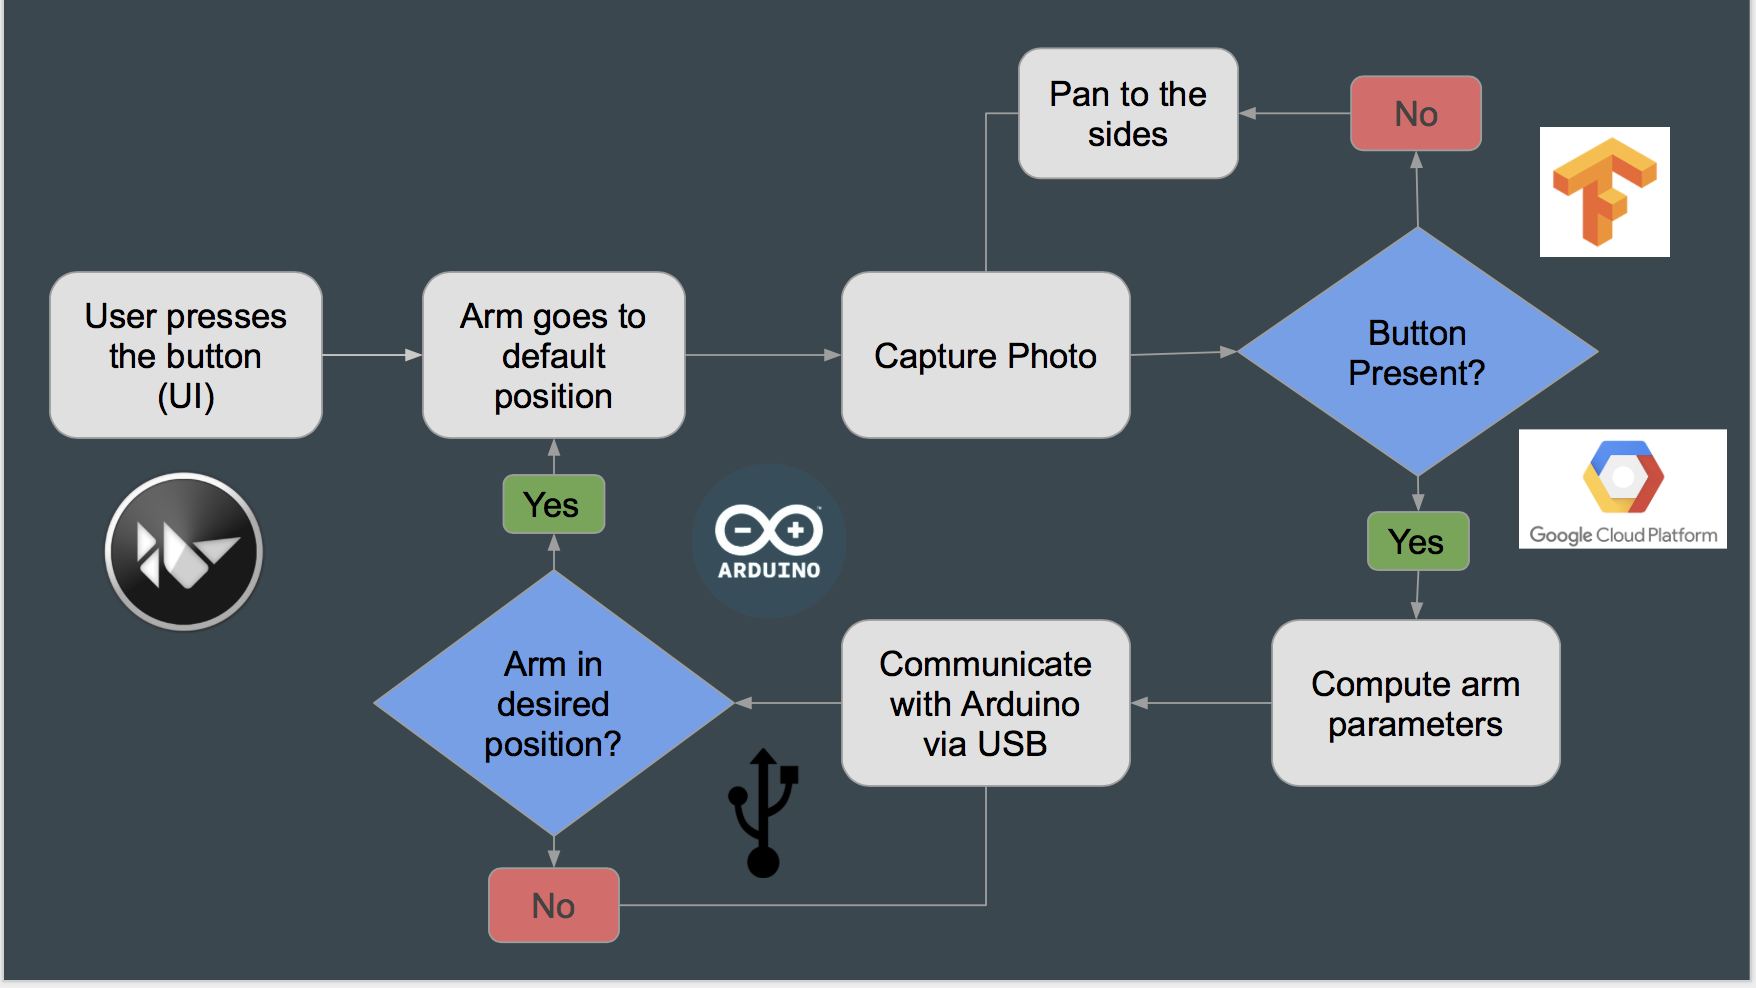 Pan to the
sides
No
User presses
the button
(UI)
Arm goes to
default
position
Capture Photo
Button
Present?
Yes
ARDUINO
Google Cloud Platform
Yes
Arm in
desired
position?
Communicate
with Arduino
via USB
Compute arm
parameters
No